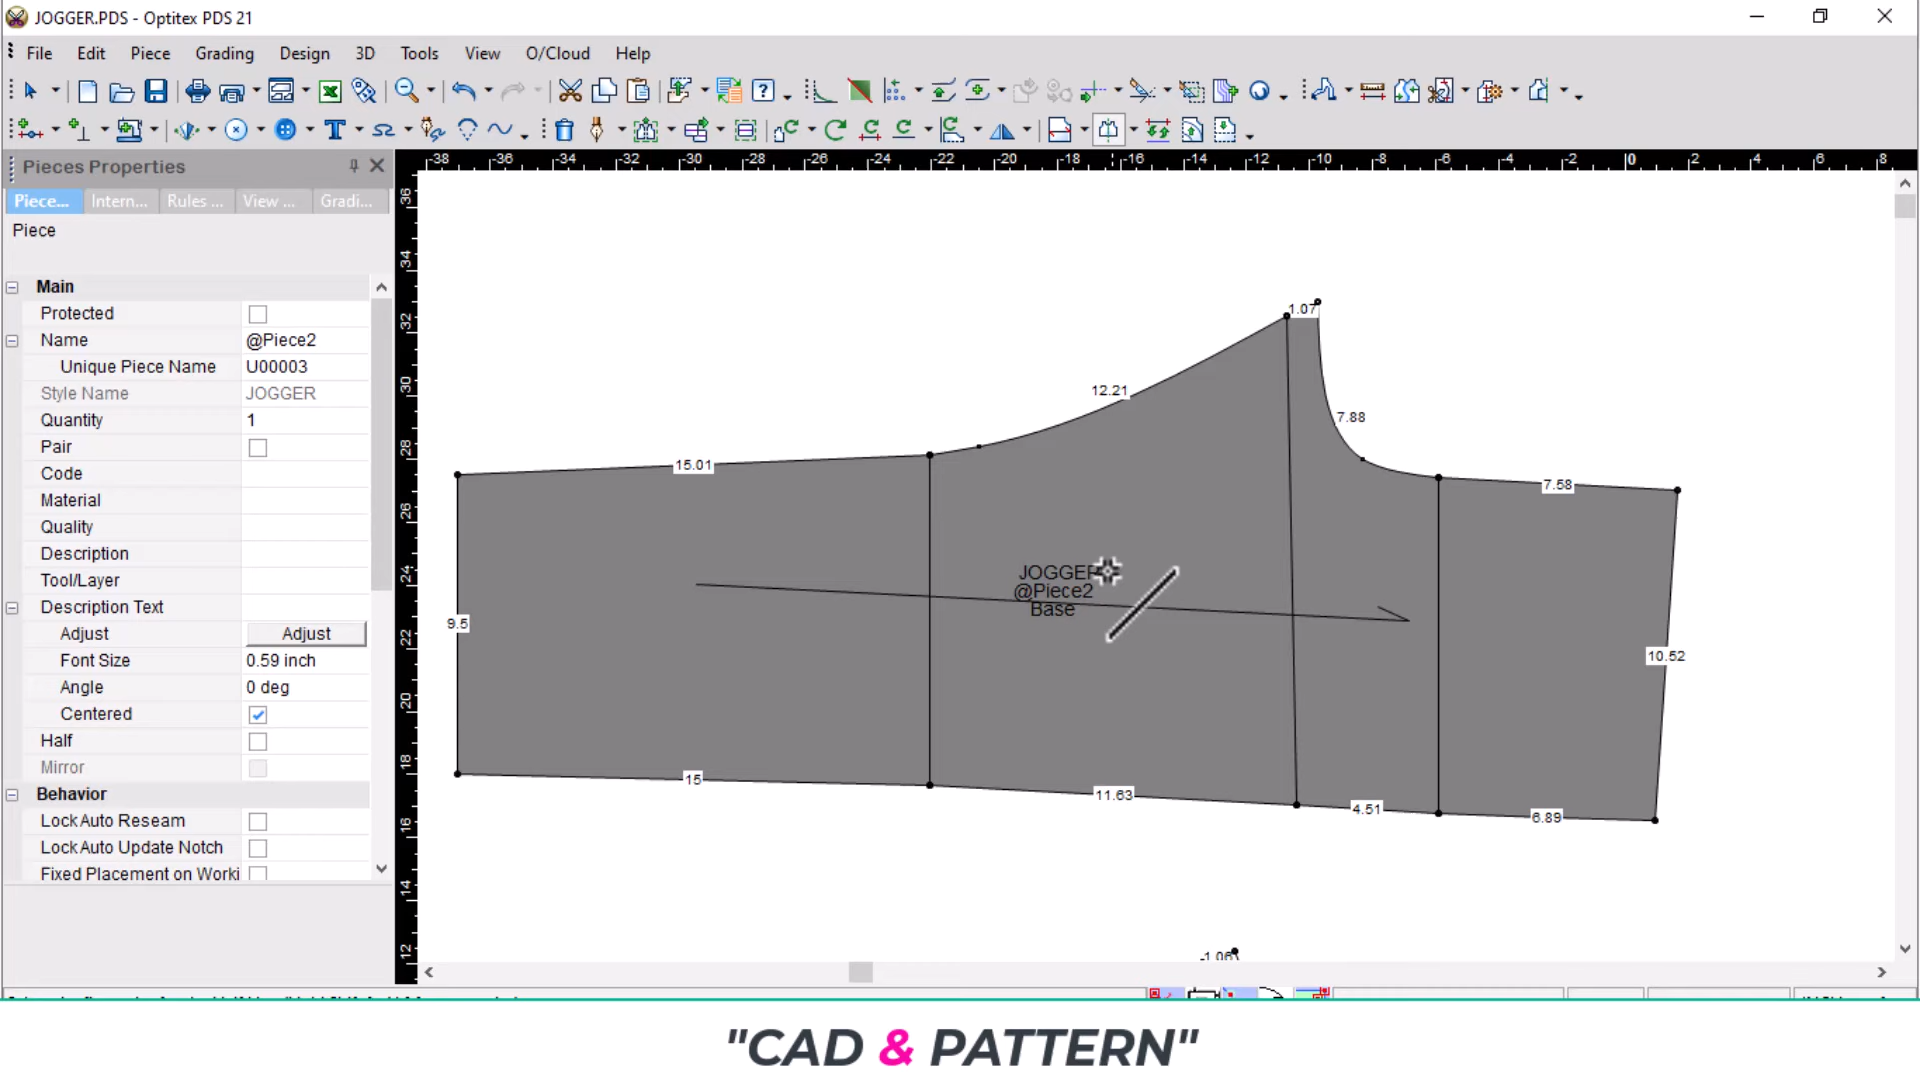 JOGGER.PDS - Optitex PDS 21
File Edit Piece Grading Design 3D Tools View O/Cloud Help
Pieces Properties
Piece... Intern... Rules ... View ... Gradi...
Piece
Main
Protected
Name @Piece2
Unique Piece Name U00003
Style Name JOGGER
Quantity 1
Pair
Code
Material
Quality
Description
Tool/Layer
Description Text
Adjust Adjust
Font Size 0.59 inch
Angle 0 deg
Centered
Half
Mirror
Behavior
Lock Auto Reseam
Lock Auto Update Notch
Fixed Placement on Worki
-38 -36 -34 -32 -30 -28 -26 -24 -22 -20 -18 -16 -14 -12 -10 -8 -6 -4 -2 0 2 4 6 8
36
34
32
30
28
26
24
22
20
18
16
14
12
1.07
12.21
7.88
15.01
7.58
JOGGER
@Piece2
Base
9.5
10.52
15
11.63
4.51
6.89
"CAD & PATTERN"